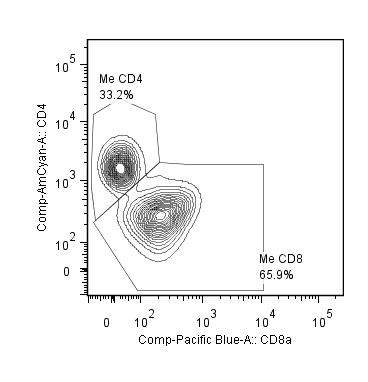 10^5
Me CD4
33.2%
10^4
10^3
10^2
0
Comp-AmCyan-A:: CD4
Me CD8
65.9%
0 10^2 10^3 10^4 10^5
Comp-Pacific Blue-A:: CD8a